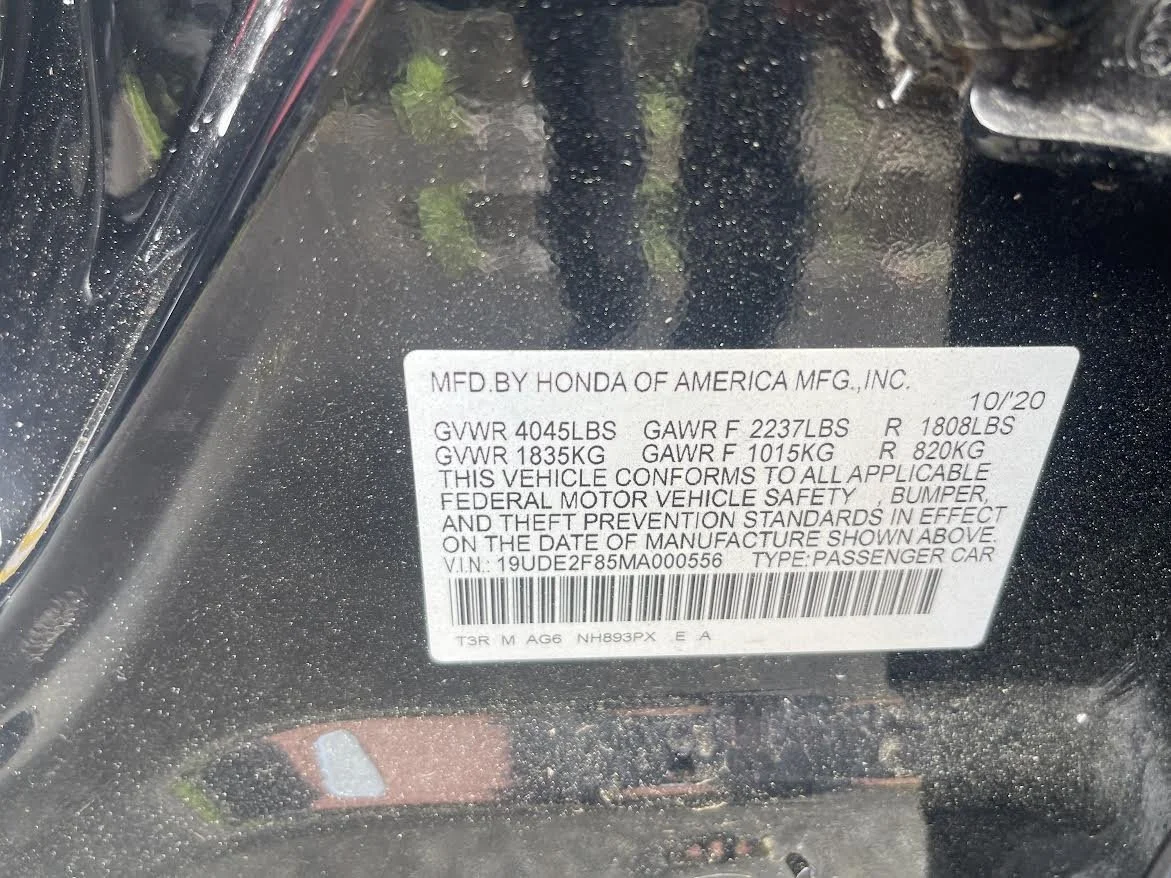 MFD.BY HONDA OF AMERICA MFG.,INC.
10/'20
GVWR 4045LBS GAWR F 2237LBS R 1808LBS
GVWR 1835KG GAWR F 1015KG R 820KG
THIS VEHICLE CONFORMS TO ALL APPLICABLE
FEDERAL MOTOR VEHICLE SAFETY , BUMPER,
AND THEFT PREVENTION STANDARDS IN EFFECT
ON THE DATE OF MANUFACTURE SHOWN ABOVE.
V.I.N.: 19UDE2F85MA000556 TYPE:PASSENGER CAR
T3R M AG6 NH893PX E A